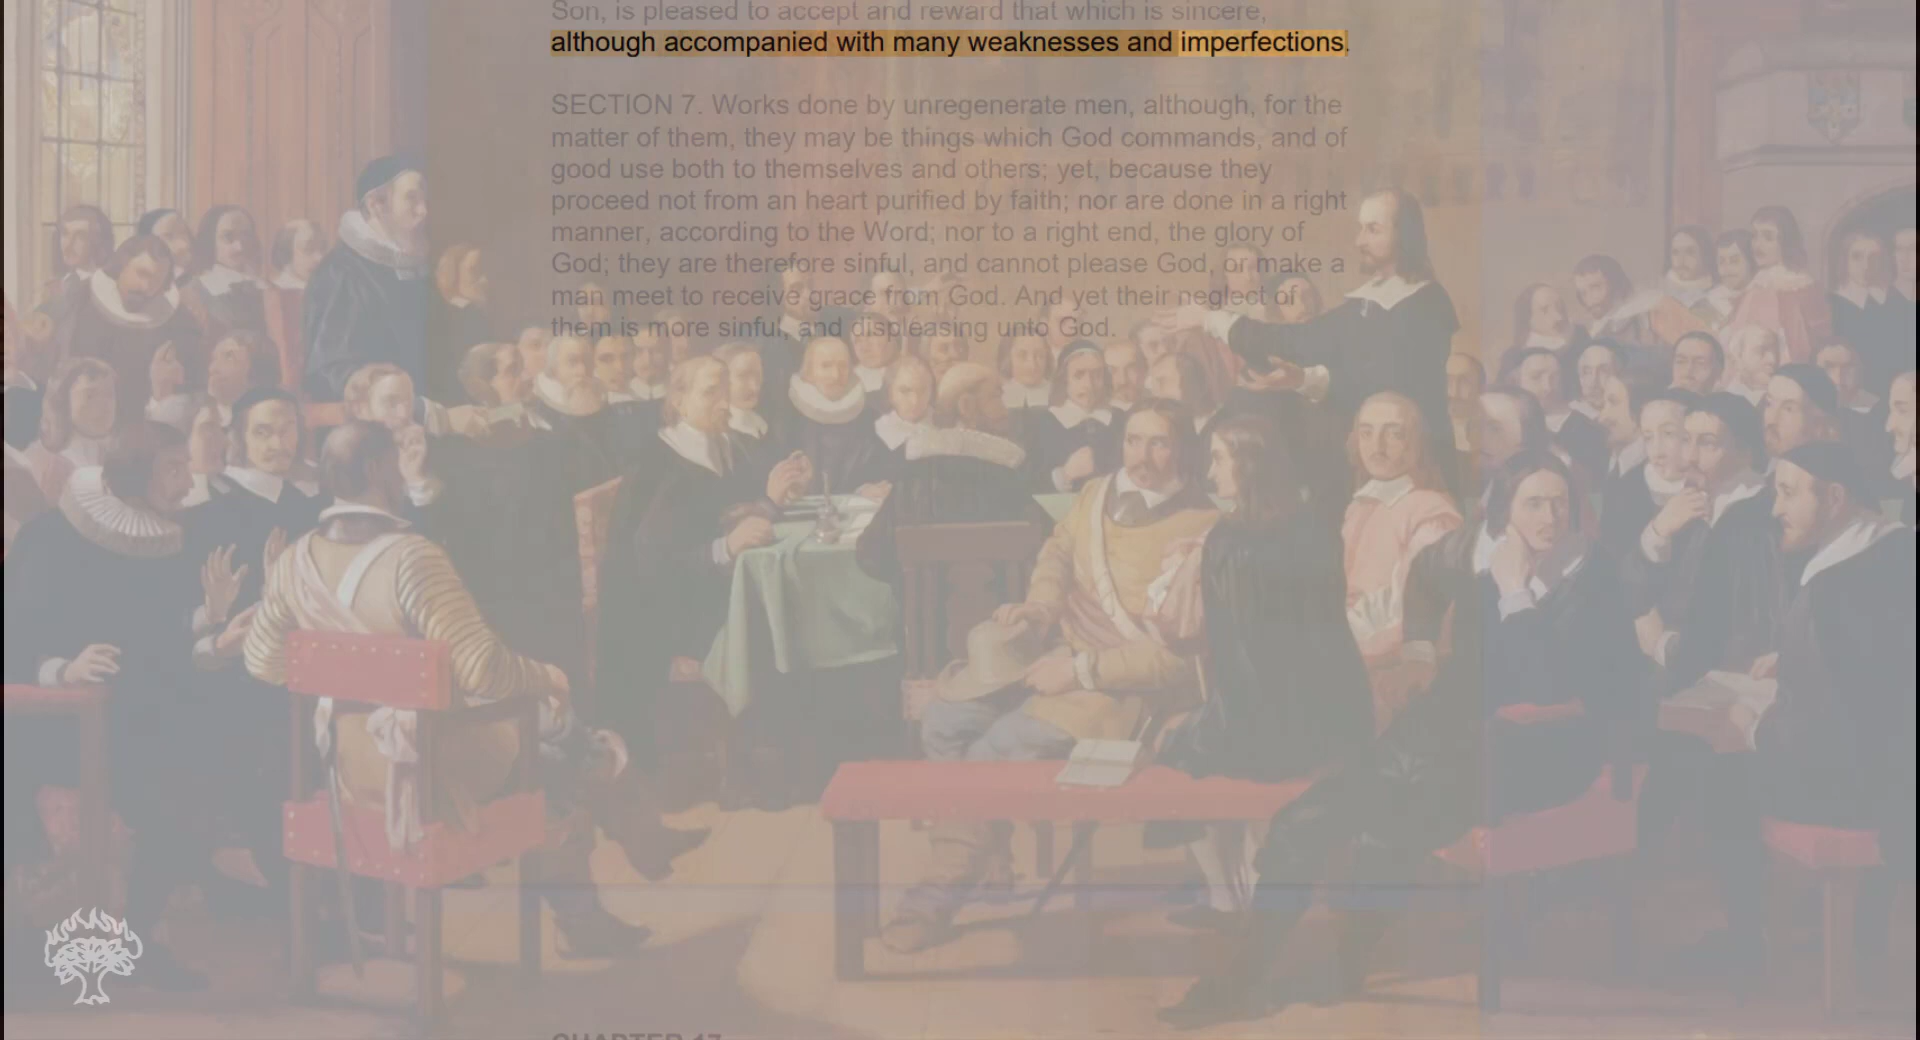 Son, is pleased to accept and reward that which is sincere,
although accompanied with many weaknesses and imperfections.
SECTION 7. Works done by unregenerate men, although, for the
matter of them, they may be things which God commands, and of
good use both to themselves and others; yet, because they
proceed not from an heart purified by faith; nor are done in a right
manner, according to the Word; nor to a right end, the glory of
God; they are therefore sinful, and cannot please God, or make a
man meet to receive grace from God. And yet their neglect of
them is more sinful, and displeasing unto God.
CHAPTER 17